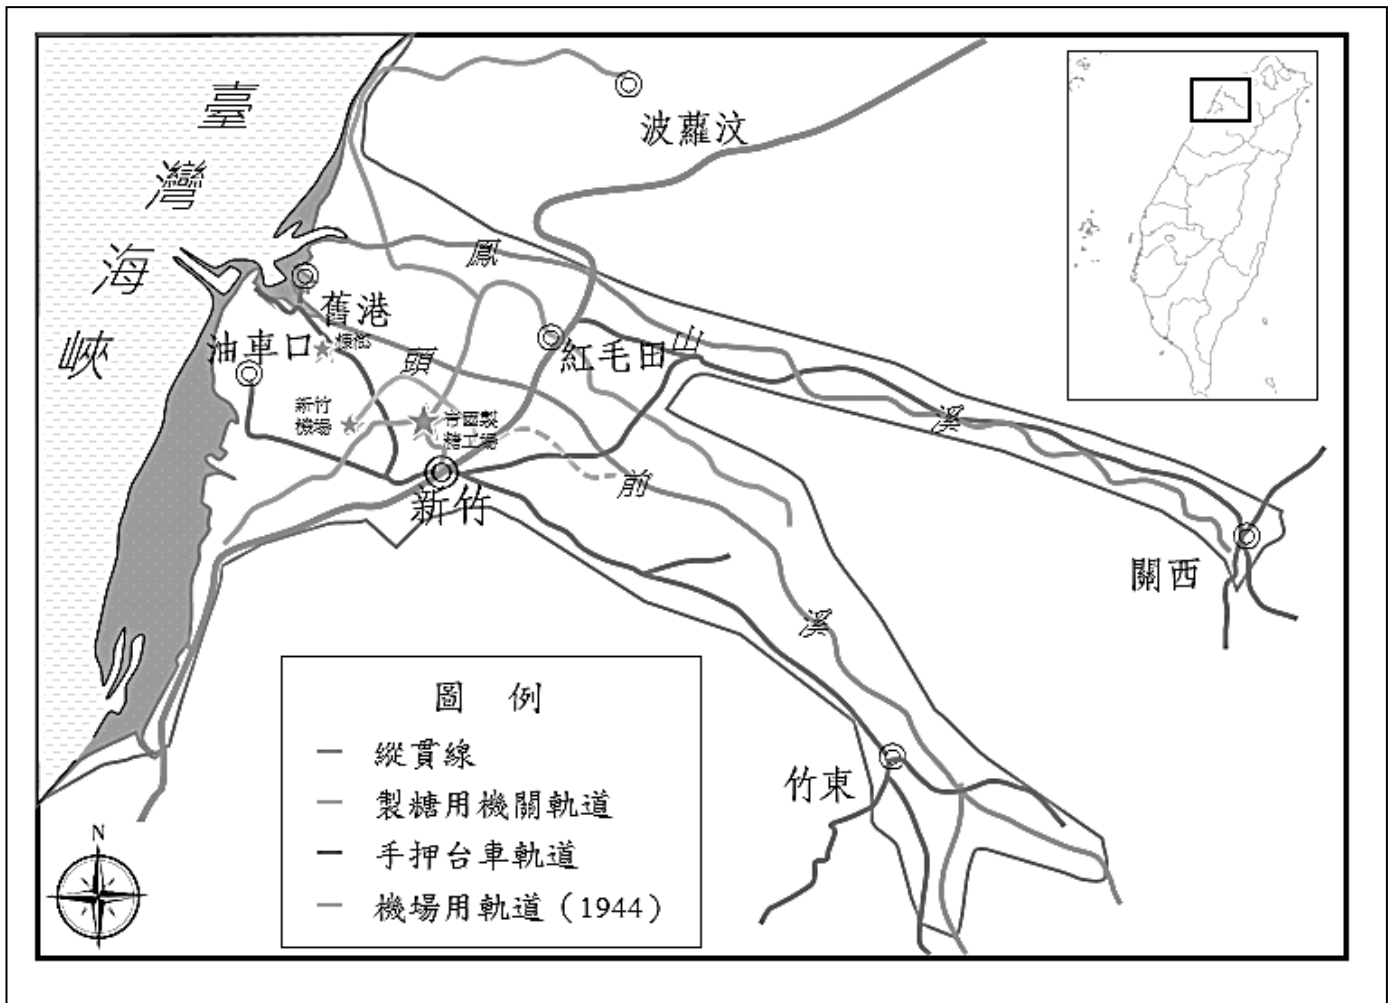 臺
灣
海
峽
波蘿汶
鳳
山
溪
舊港
油車口
頭
前
溪
紅毛田
新竹
機場
帝國製
糖工場
新竹
關西
竹東
圖 例
縱貫線
製糖用機關軌道
手押台車軌道
機場用軌道（1944）
N